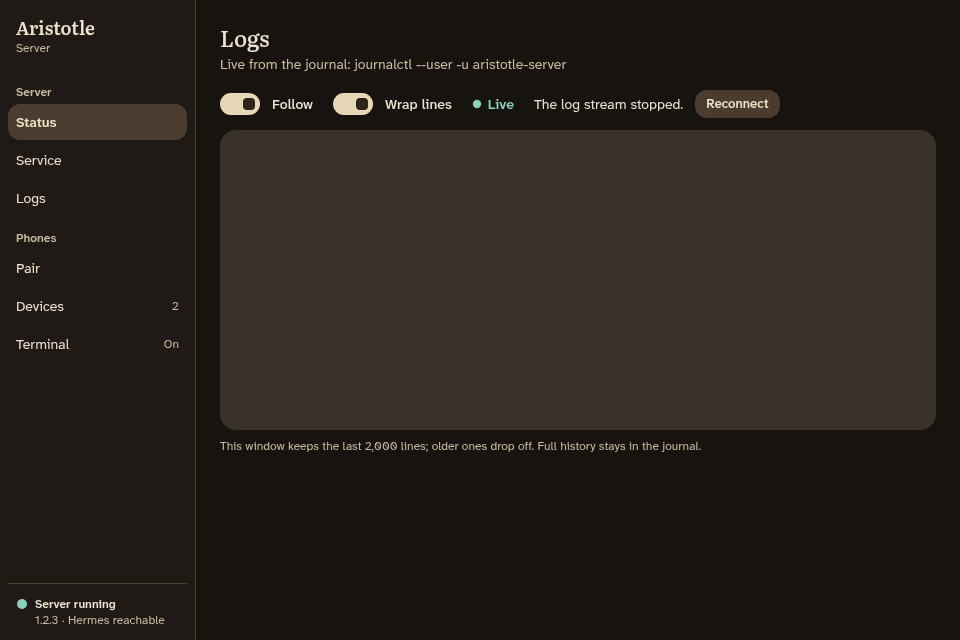 Aristotle
Server
Server
Status
Service
Logs
Phones
Pair
Devices 2
Terminal On
Server running
1.2.3 · Hermes reachable
Logs
Live from the journal: journalctl --user -u aristotle-server
Follow Wrap lines Live The log stream stopped. Reconnect
This window keeps the last 2,000 lines; older ones drop off. Full history stays in the journal.